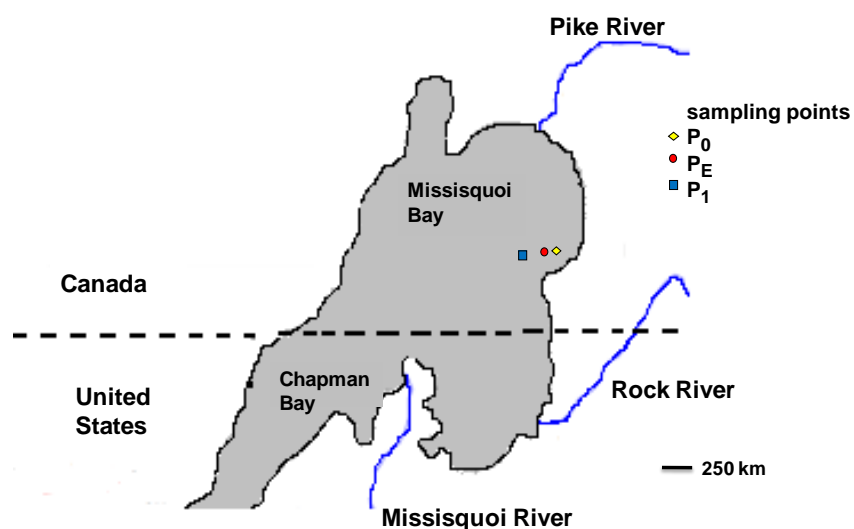 Pike River
sampling points
P0
PE
P1
Missisquoi
Bay
Canada
Chapman
Bay
United
States
Rock River
250 km
Missisquoi River